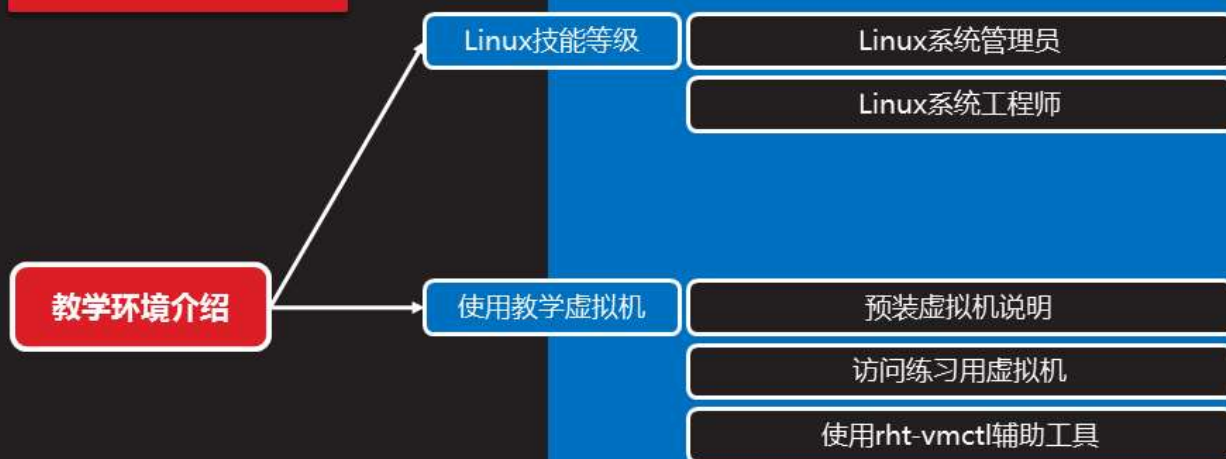 教学环境介绍
Linux技能等级
Linux系统管理员
Linux系统工程师
使用教学虚拟机
预装虚拟机说明
访问练习用虚拟机
使用rht-vmctl辅助工具